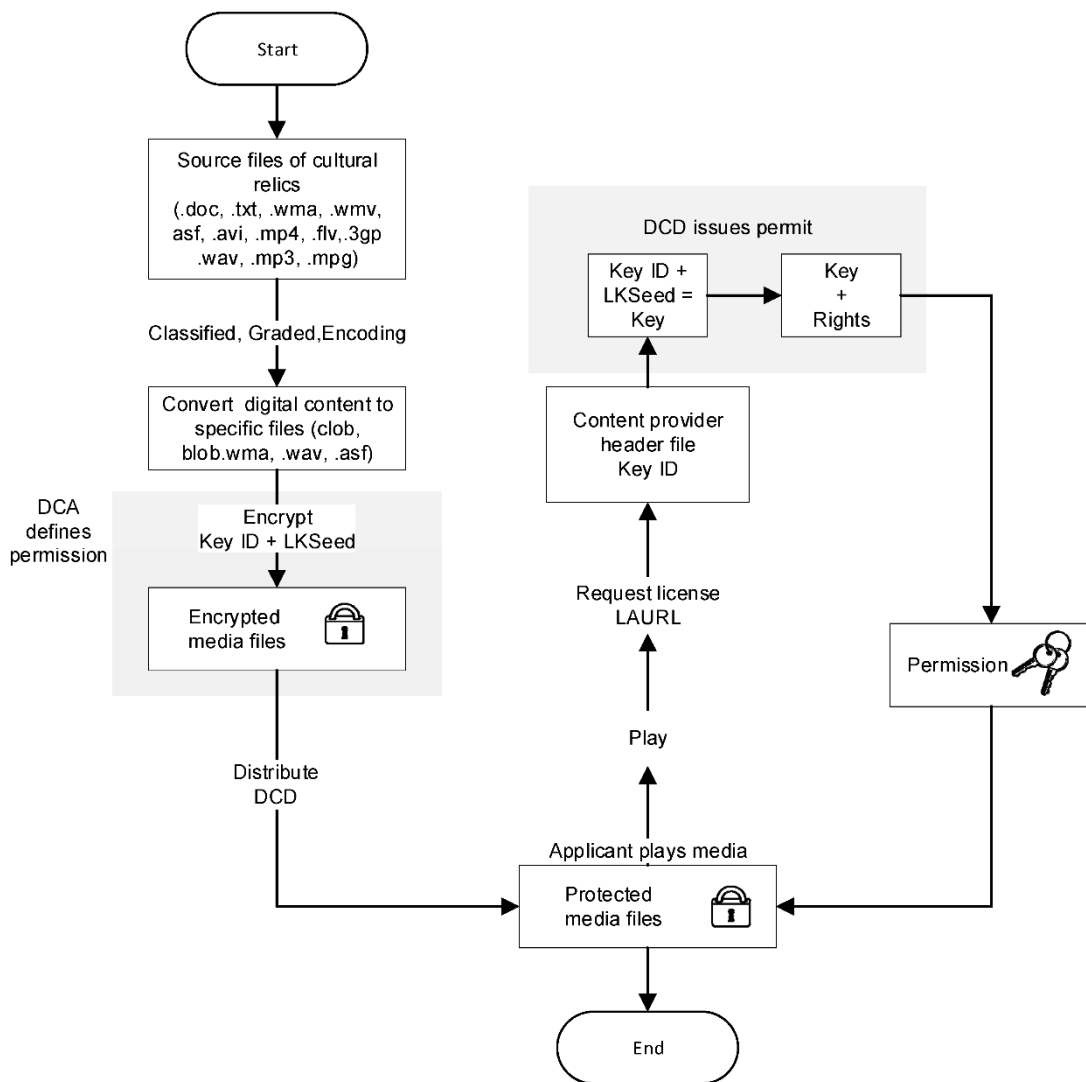 Start
Source files of cultural
relics
(.doc, .txt, .wma, .wmv,
asf, .avi, .mp4, .flv,.3gp
.wav, .mp3, .mpg)
Classified, Graded,Encoding
Convert digital content to
specific files (clob,
blob.wma, .wav, .asf)
DCA
defines
permission
Encrypt
Key ID + LKSeed
Encrypted
media files
Distribute
DCD
DCD issues permit
Key ID +
LKSeed =
Key
Key
+
Rights
Content provider
header file
Key ID
Request license
LAURL
Play
Applicant plays media
Permission
Protected
media files
End